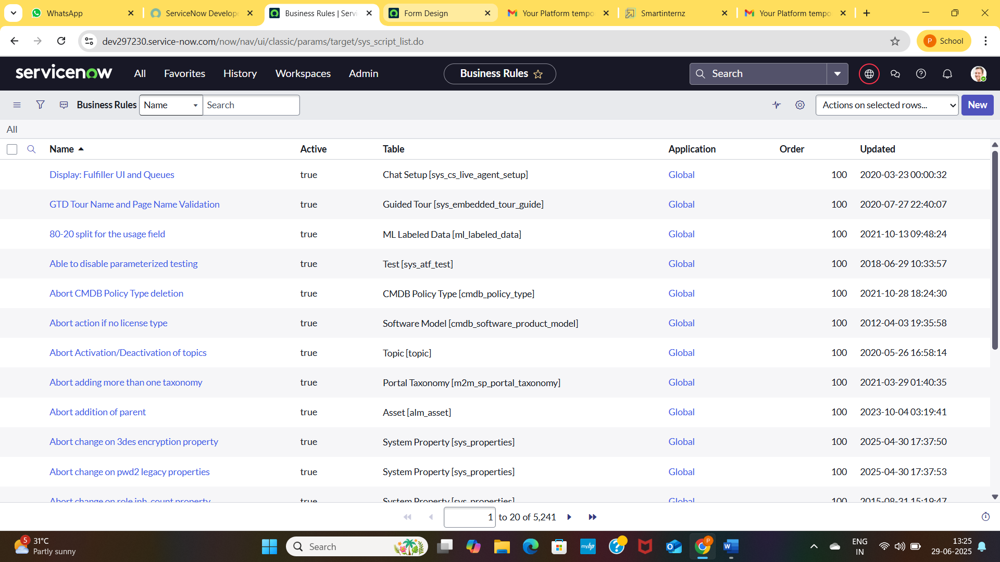 WhatsApp
ServiceNow Develope
Business Rules | Servi
Form Design
Your Platform tempo
Smartinternz
Your Platform tempo
dev297230.service-now.com/now/nav/ui/classic/params/target/sys_script_list.do
P School
servicenow All Favorites History Workspaces Admin Business Rules Search
Business Rules Name Search Actions on selected rows... New
All
Name Active Table Application Order Updated
Display: Fulfiller UI and Queues true Chat Setup [sys_cs_live_agent_setup] Global 100 2020-03-23 00:00:32
GTD Tour Name and Page Name Validation true Guided Tour [sys_embedded_tour_guide] Global 100 2020-07-27 22:40:07
80-20 split for the usage field true ML Labeled Data [ml_labeled_data] Global 100 2021-10-13 09:48:24
Able to disable parameterized testing true Test [sys_atf_test] Global 100 2018-06-29 10:33:57
Abort CMDB Policy Type deletion true CMDB Policy Type [cmdb_policy_type] Global 100 2021-10-28 18:24:30
Abort action if no license type true Software Model [cmdb_software_product_model] Global 100 2012-04-03 19:35:58
Abort Activation/Deactivation of topics true Topic [topic] Global 100 2020-05-26 16:58:14
Abort adding more than one taxonomy true Portal Taxonomy [m2m_sp_portal_taxonomy] Global 100 2021-03-29 01:40:35
Abort addition of parent true Asset [alm_asset] Global 100 2023-10-04 03:19:41
Abort change on 3des encryption property true System Property [sys_properties] Global 100 2025-04-30 17:37:50
Abort change on pwd2 legacy properties true System Property [sys_properties] Global 100 2025-04-30 17:37:53
Abort change on role inh_count property true System Property [sys_properties] Global 100 2015-08-31 15:19:47
1 to 20 of 5,241
5 31°C
Partly sunny
Search
myhp
P
ENG
IN
13:25
29-06-2025